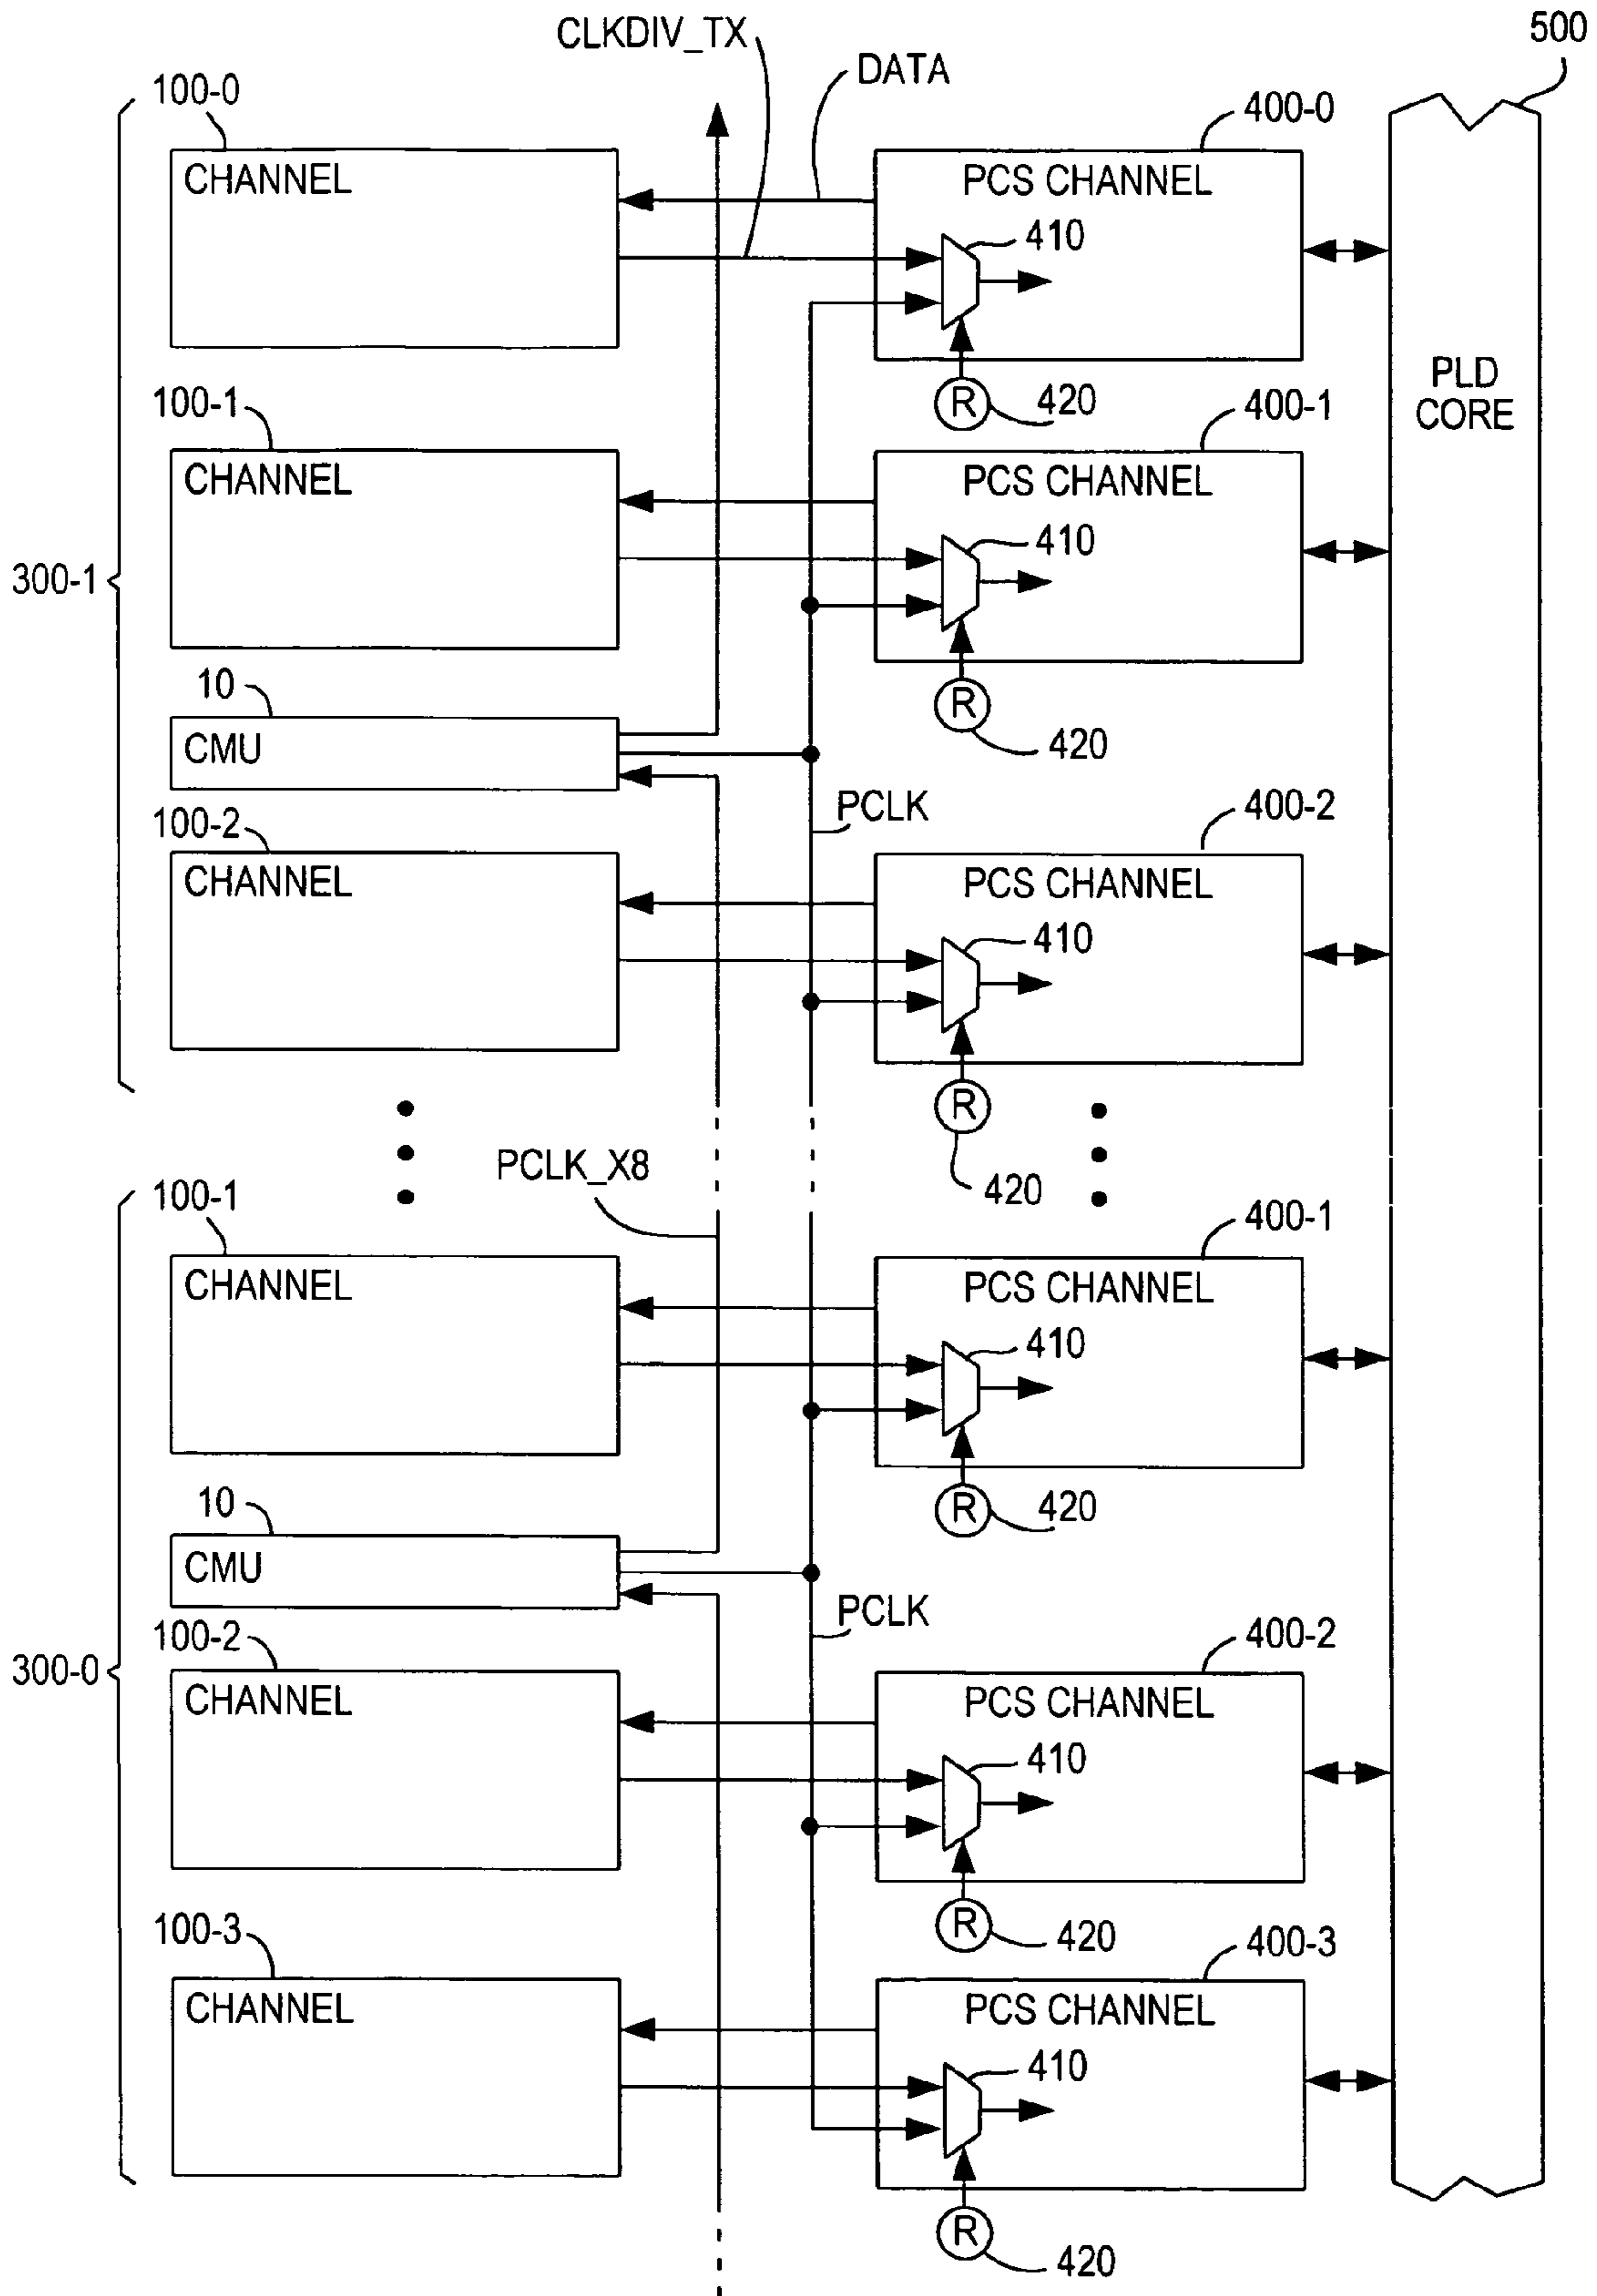 CLKDIV_TX
500
DATA
100-0
400-0
CHANNEL
PCS CHANNEL
410
PLD
CORE
R
420
100-1
400-1
CHANNEL
PCS CHANNEL
410
300-1
10
R
CMU
420
PCLK
100-2
400-2
CHANNEL
PCS CHANNEL
410
R
PCLK_X8
420
100-1
400-1
CHANNEL
PCS CHANNEL
410
10
R
420
CMU
PCLK
100-2
400-2
300-0
CHANNEL
PCS CHANNEL
410
R
420
100-3
400-3
CHANNEL
PCS CHANNEL
410
R
420